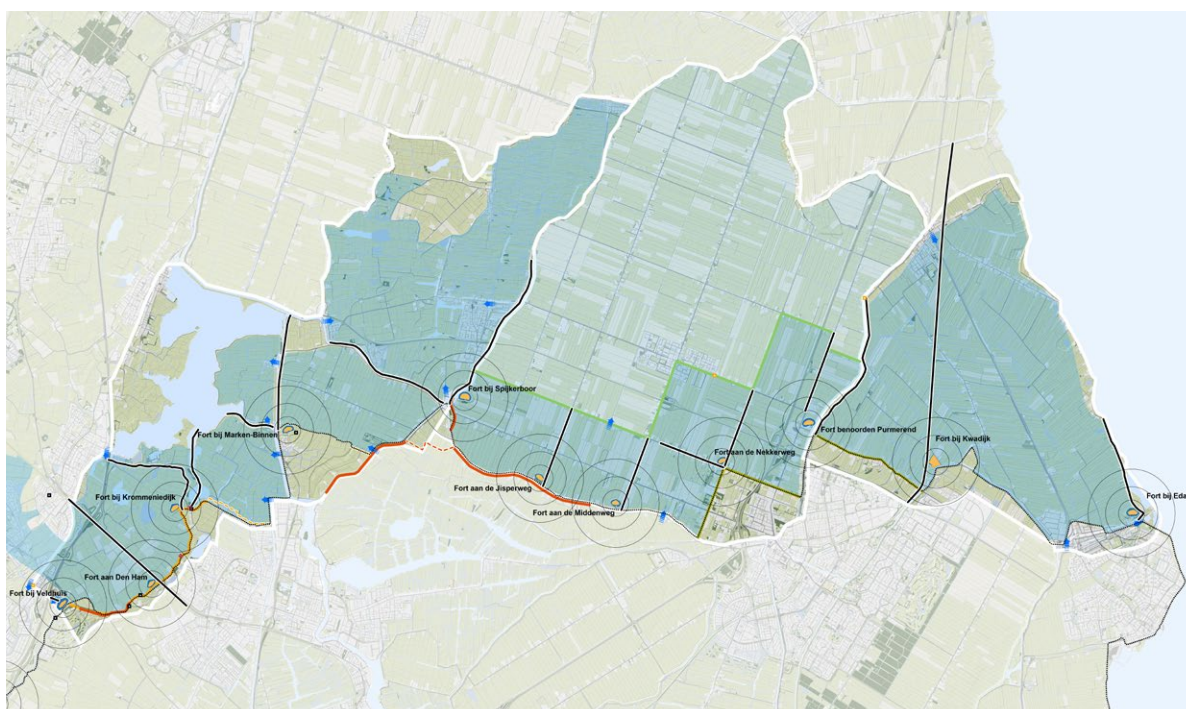 Fort bij Spijkerboor
Fort bij Marken-Binnen
Fort benoorden Purmerend
Fort aan de Nekkerweg
Fort bij Kwadijk
Fort aan de Jisperweg
Fort bij Krommeniedijk
Fort aan de Middenweg
Fort bij Eda
Fort aan Den Ham
Fort bij Veldhuis